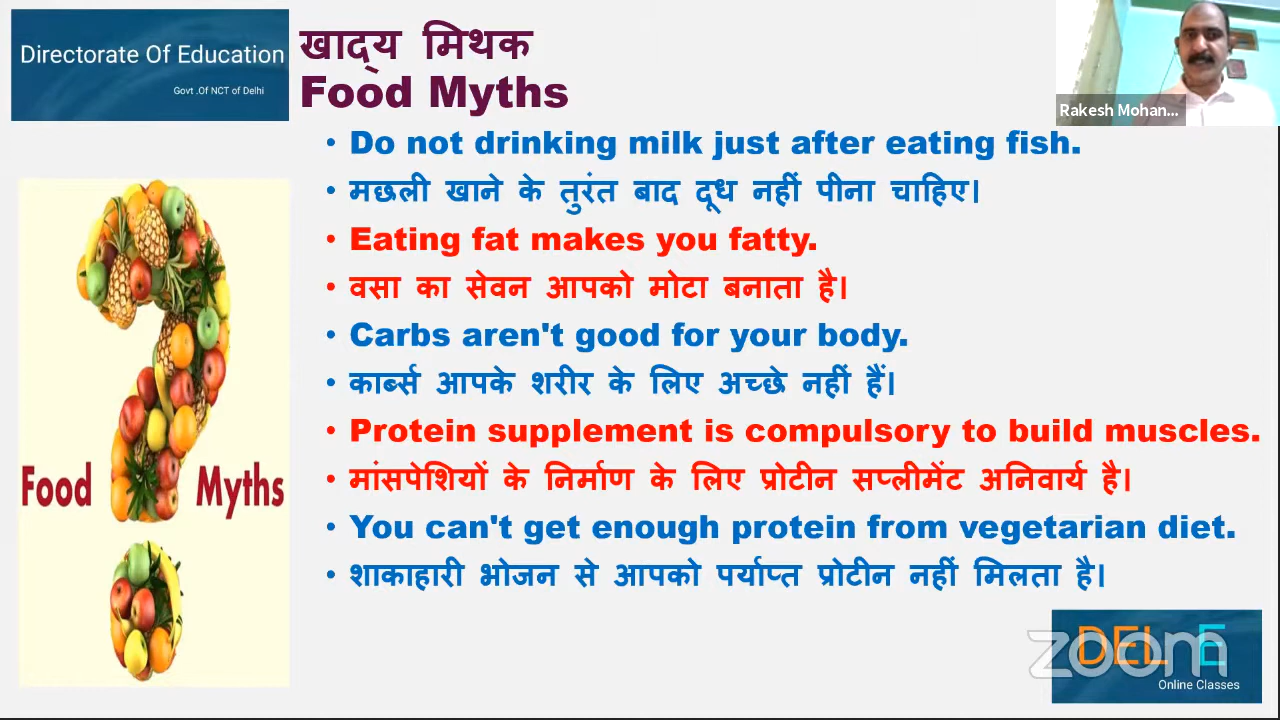 Directorate Of Education
Govt .Of NCT of Delhi
खाद्य मिथक
Food Myths
Rakesh Mohan...
Do not drinking milk just after eating fish.
मछली खाने के तुरंत बाद दूध नहीं पीना चाहिए।
Eating fat makes you fatty.
वसा का सेवन आपको मोटा बनाता है।
Carbs aren't good for your body.
कार्ब्स आपके शरीर के लिए अच्छे नहीं हैं।
Protein supplement is compulsory to build muscles.
मांसपेशियों के निर्माण के लिए प्रोटीन सप्लीमेंट अनिवार्य है।
You can't get enough protein from vegetarian diet.
शाकाहारी भोजन से आपको पर्याप्त प्रोटीन नहीं मिलता है।
Food Myths
zoom
Online Classes